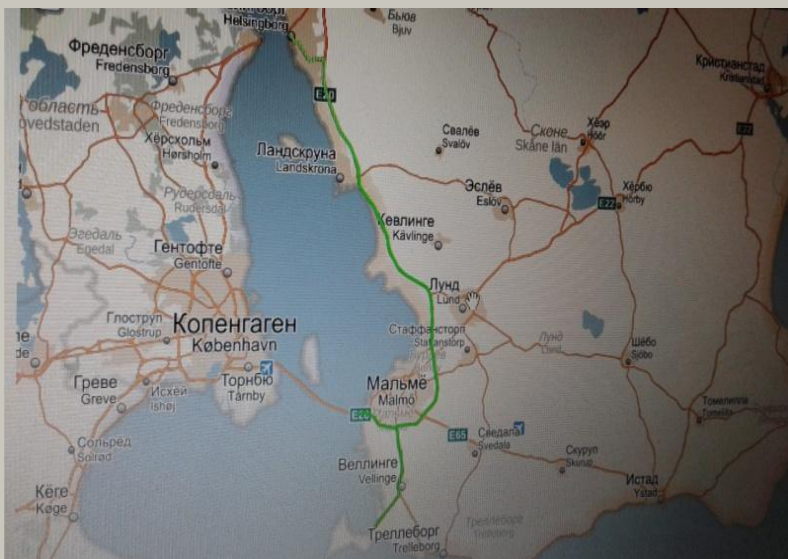 Helsingborg
Бьюв
Bjuv
Фреденсборг
Fredensborg
Кристианстад
Kristianstad
область
ovedstaden
Фреденсборг
Fredensborg
E20
Хёрсхольм
Hørsholm
Свалёв
Svalöv
Сконе
Skåne län
Хёэр
Höör
E22
Ландскруна
Landskrona
Рудерсдаль
Rudersdal
Эслёв
Eslöv
Хёрбю
Hörby
E22
Эгедаль
Egedal
Кевлинге
Kävlinge
Гентофте
Gentofte
Лунд
Lund
Глоструп
Glostrup
Копенгаген
København
Стаффансторп
Staffanstorp
Лунд
Lund
Шёбо
Sjöbo
Торнбю
Tårnby
Исхей
Ishøj
Греве
Greve
Мальмё
Malmö
E20
E65
Томелилла
Tomelilla
Сольред
Solrød
Сведала
Svedala
Скуруп
Skurup
Веллинге
Vellinge
Истад
Ystad
Кёге
Køge
Треллеборг
Trelleborg
Треллеборг
Trelleborg